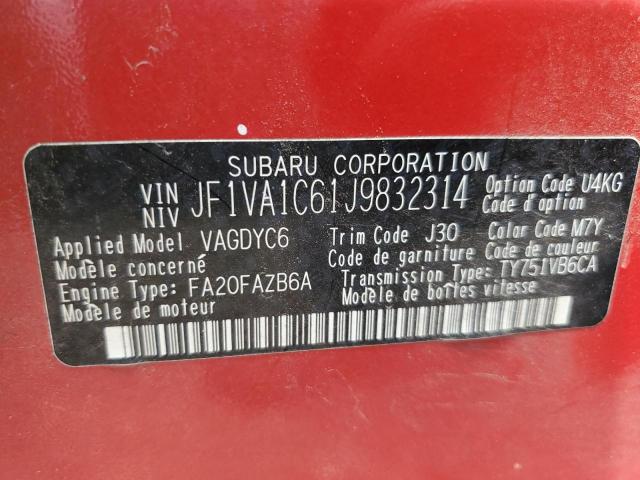 SUBARU CORPORATION
VIN NIV JF1VA1C61J9832314 Option Code U4KG
Code d'option
Applied Model VAGDYC6 Trim Code J30 Color Code M7Y
Modèle concerné Code de garniture Code de couleur
Engine Type: FA20FAZB6A Transmission Type: TY751VB6CA
Modèle de moteur Modèle de boîtes vitesse